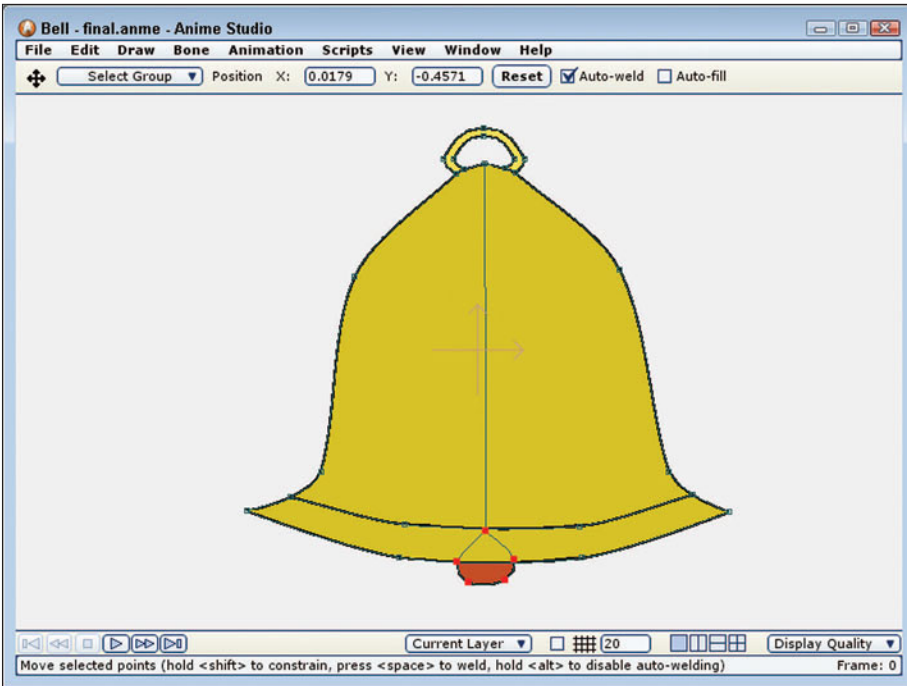 Bell - final.anme - Anime Studio
File Edit Draw Bone Animation Scripts View Window Help
Select Group Position X: 0.0179 Y: -0.4571 Reset Auto-weld Auto-fill
Current Layer 20 Display Quality
Move selected points (hold <shift> to constrain, press <space> to weld, hold <alt> to disable auto-welding) Frame: 0